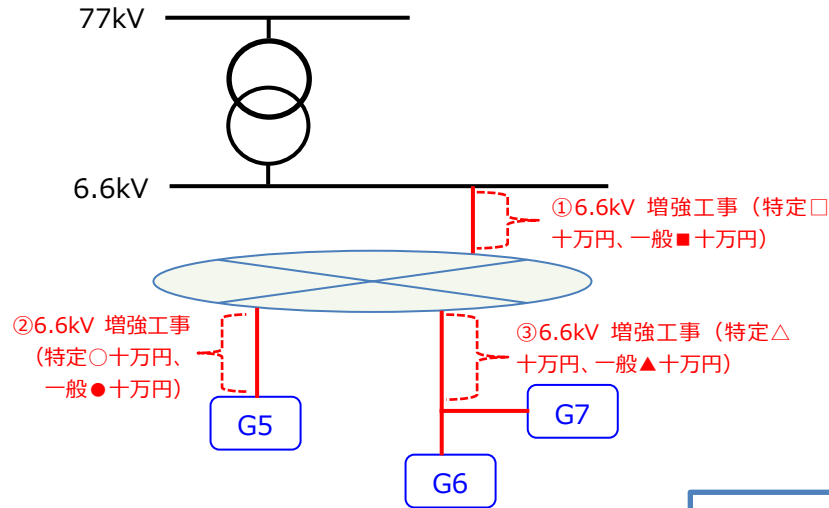 77kV
6.6kV
①6.6kV 増強工事（特定□
十万円、一般■十万円）
②6.6kV 増強工事
（特定○十万円、
一般●十万円）
③6.6kV 増強工事（特定△
十万円、一般▲十万円）
G5
G7
G6